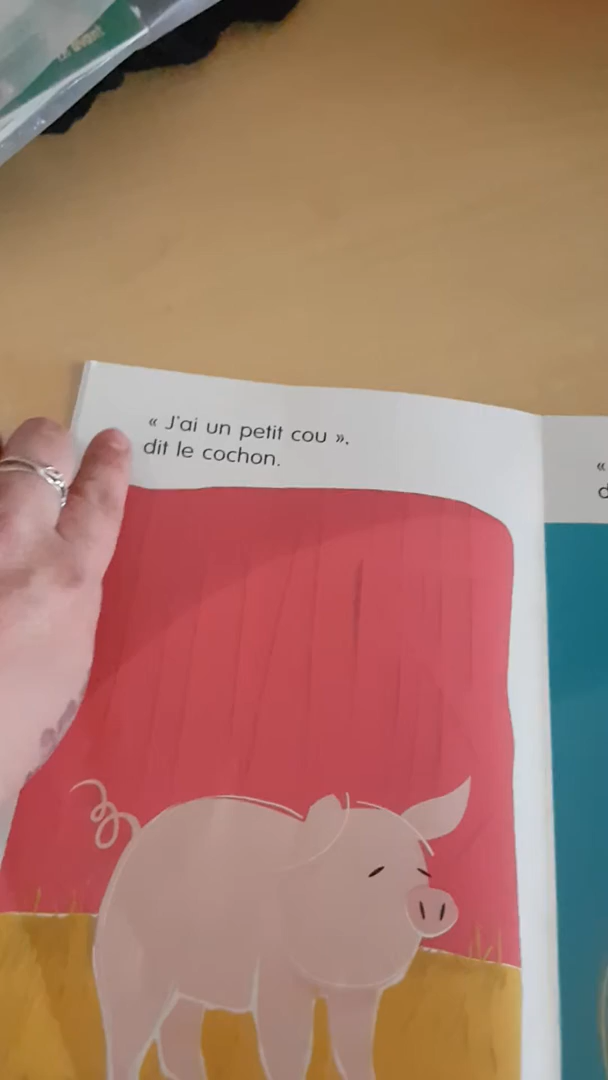 « J'ai un petit cou »,
dit le cochon.
«
d